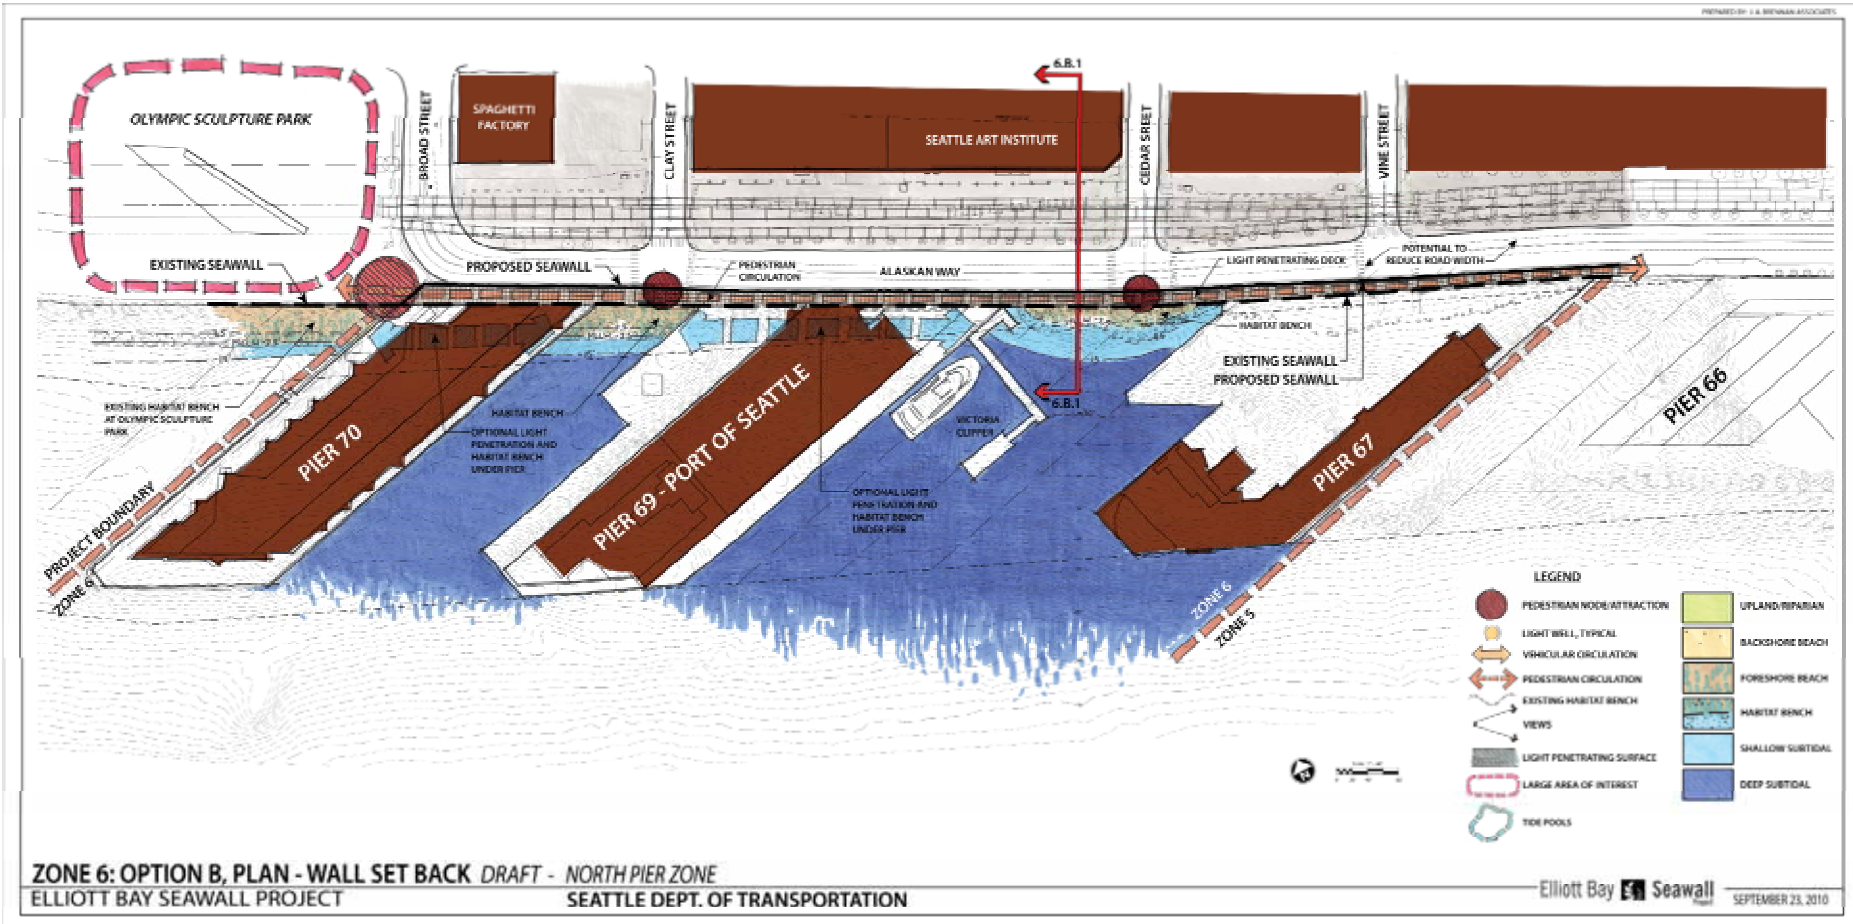 PREPARED BY: J. A. BRENNAN ASSOCIATES
6.B.1
OLYMPIC SCULPTURE PARK
BROAD STREET
SPAGHETTI
FACTORY
CLAY STREET
SEATTLE ART INSTITUTE
CEDAR SREET
VINE STREET
EXISTING SEAWALL
PROPOSED SEAWALL
PEDESTRIAN
CIRCULATION
ALASKAN WAY
LIGHT PENETRATING DECK
POTENTIAL TO
REDUCE ROAD WIDTH
HABITAT BENCH
EXISTING SEAWALL
PROPOSED SEAWALL
6.B.1
EXISTING HABITAT BENCH
AT OLYMPIC SCULPTURE
PARK
HABITAT BENCH
OPTIONAL LIGHT
PENETRATION AND
HABITAT BENCH
UNDER PIER
VICTORIA
CLIPPER
OPTIONAL LIGHT
PENETRATION AND
HABITAT BENCH
UNDER PIER
PIER 70
PIER 69 - PORT OF SEATTLE
PIER 67
PIER 66
PROJECT BOUNDARY
ZONE 6
ZONE 6
ZONE 5
LEGEND
PEDESTRIAN NODE/ATTRACTION
LIGHT WELL, TYPICAL
VEHICULAR CIRCULATION
PEDESTRIAN CIRCULATION
EXISTING HABITAT BENCH
VIEWS
LIGHT PENETRATING SURFACE
LARGE AREA OF INTEREST
TIDE POOLS
UPLAND/RIPARIAN
BACKSHORE BEACH
FORESHORE BEACH
HABITAT BENCH
SHALLOW SUBTIDAL
DEEP SUBTIDAL
ZONE 6: OPTION B, PLAN - WALL SET BACK DRAFT - NORTH PIER ZONE
ELLIOTT BAY SEAWALL PROJECT
SEATTLE DEPT. OF TRANSPORTATION
Elliott Bay Seawall
Project
SEPTEMBER 23, 2010